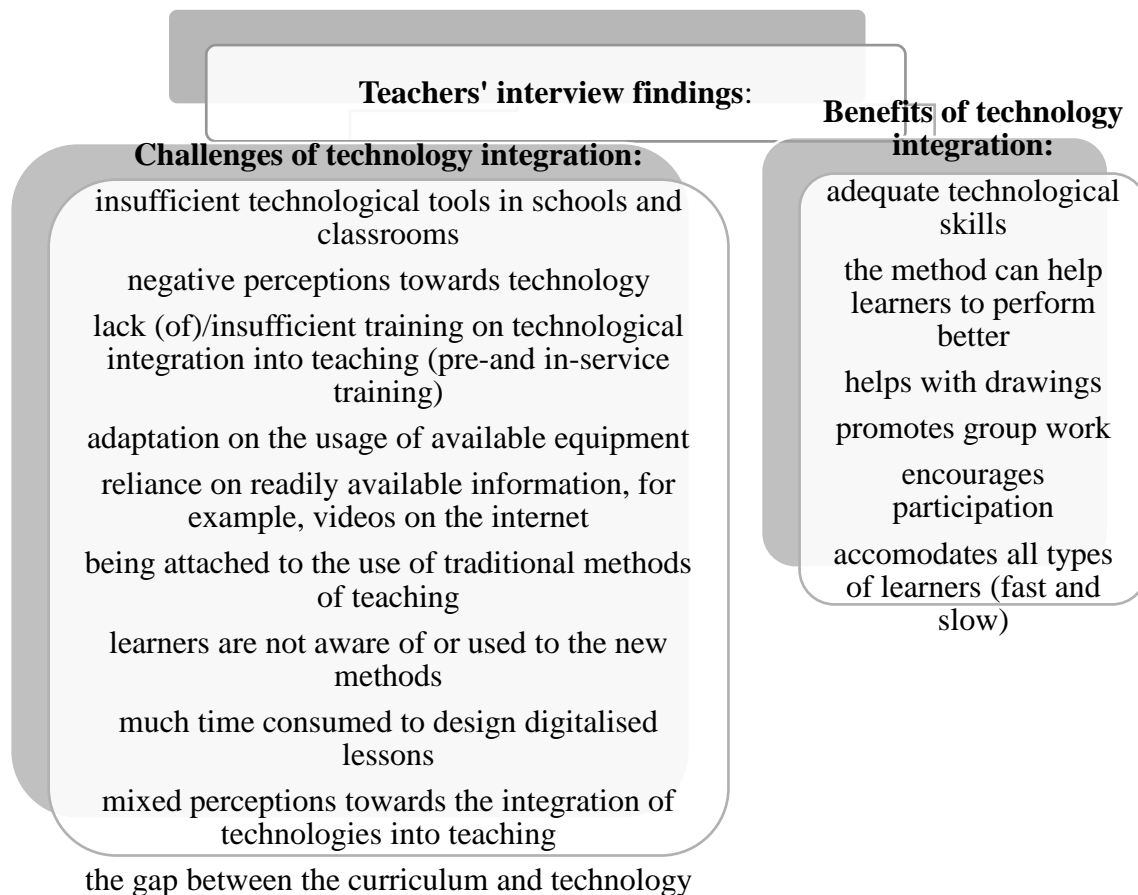 Teachers' interview findings:
Challenges of technology integration:
insufficient technological tools in schools and
classrooms
negative perceptions towards technology
lack (of)/insufficient training on technological
integration into teaching (pre-and in-service
training)
adaptation on the usage of available equipment
reliance on readily available information, for
example, videos on the internet
being attached to the use of traditional methods
of teaching
learners are not aware of or used to the new
methods
much time consumed to design digitalised
lessons
mixed perceptions towards the integration of
technologies into teaching
the gap between the curriculum and technology
Benefits of technology
integration:
adequate technological
skills
the method can help
learners to perform
better
helps with drawings
promotes group work
encourages
participation
accomodates all types
of learners (fast and
slow)